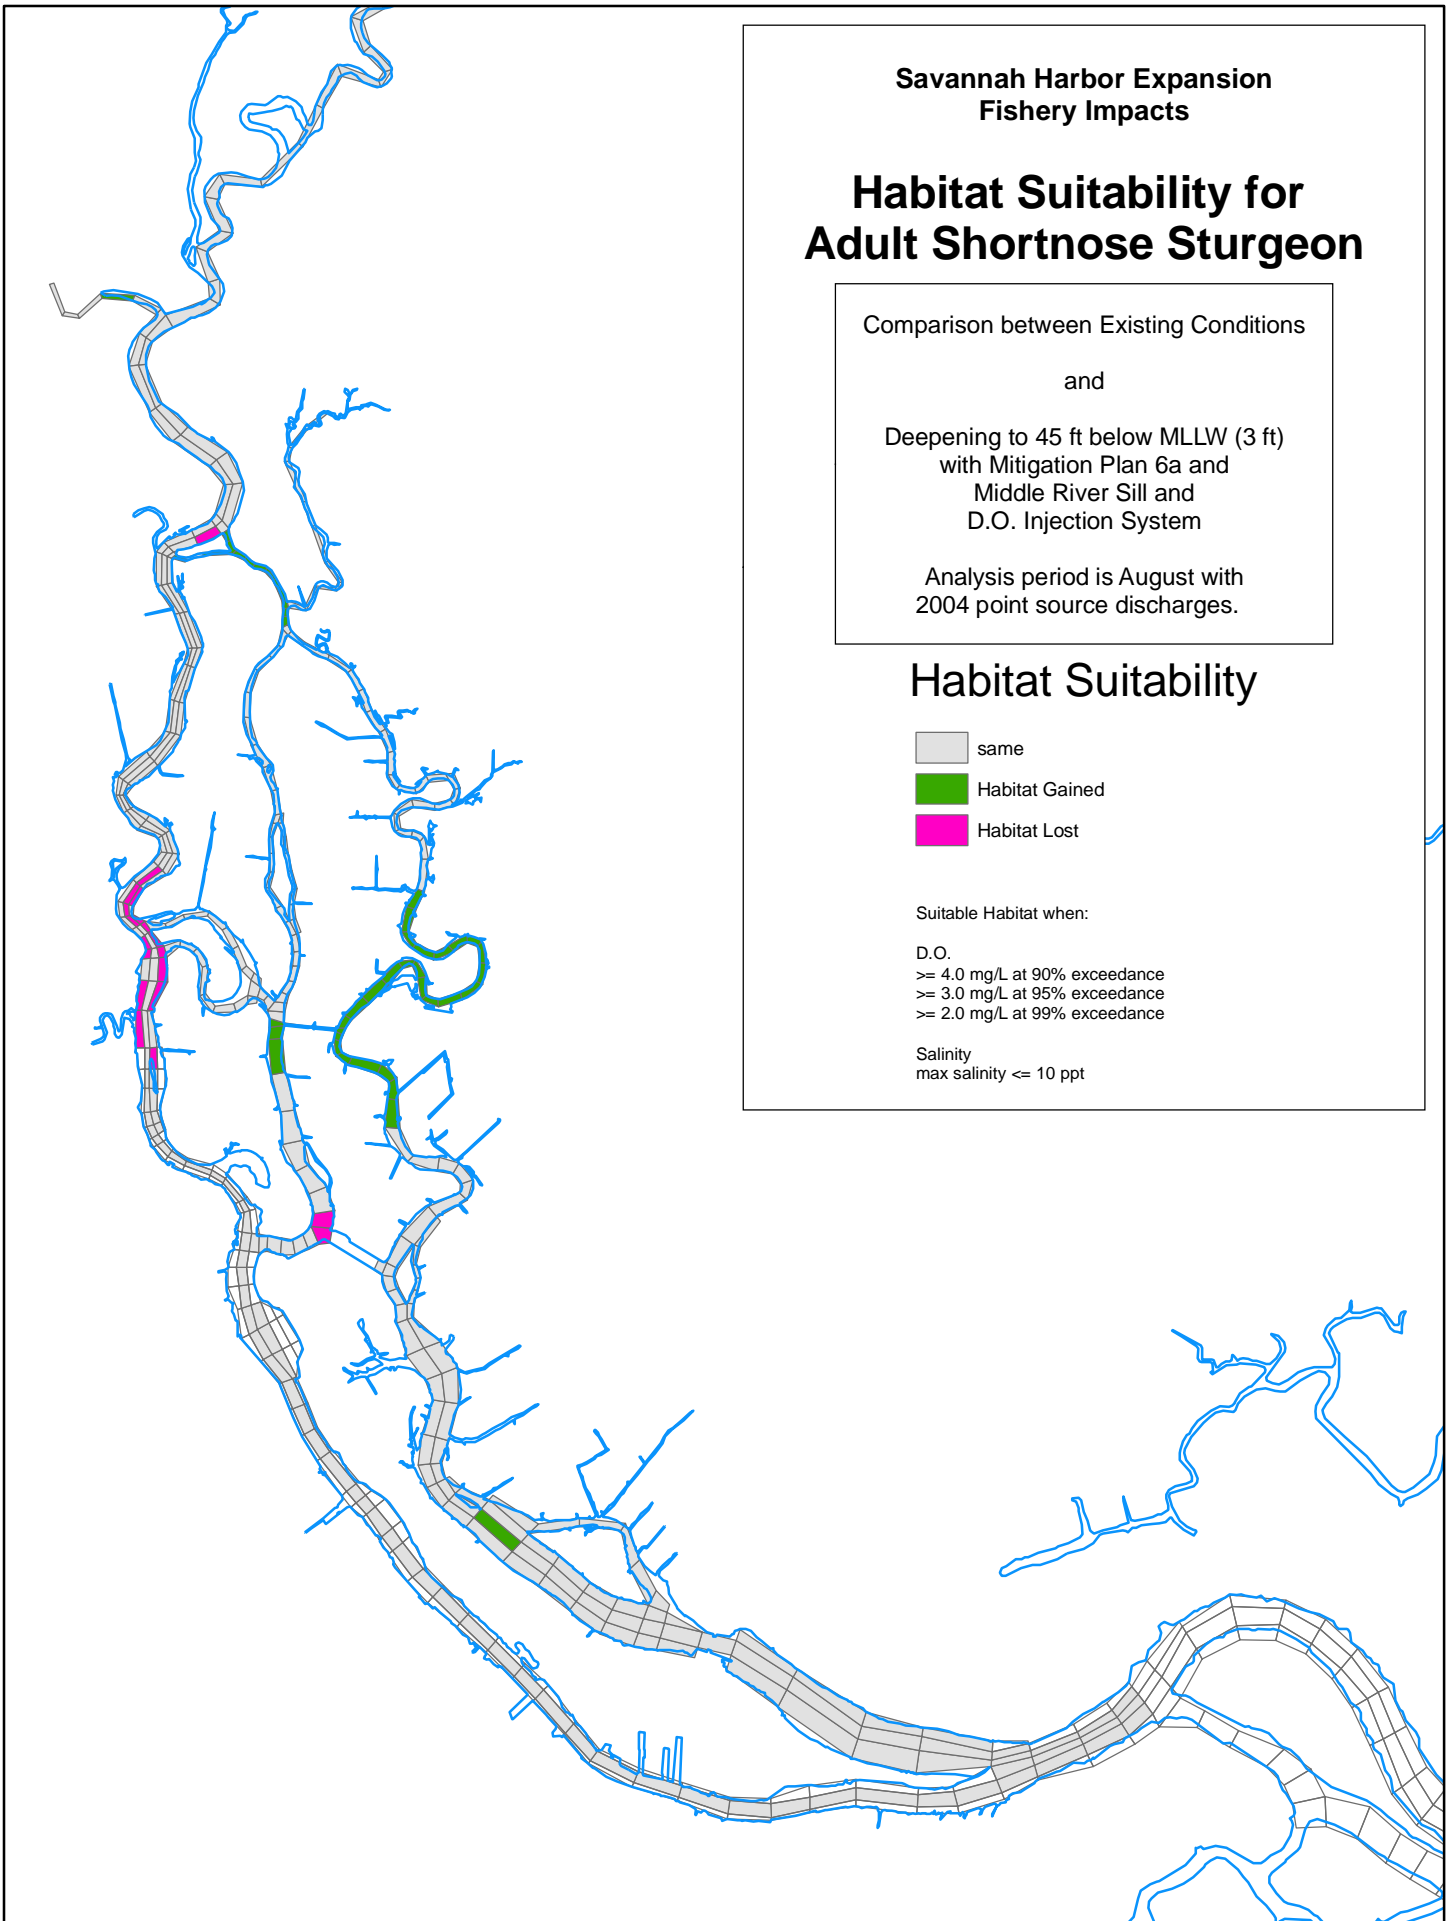 Savannah Harbor Expansion
Fishery Impacts
Habitat Suitability for
Adult Shortnose Sturgeon
Comparison between Existing Conditions
and
Deepening to 45 ft below MLLW (3 ft)
with Mitigation Plan 6a and
Middle River Sill and
D.O. Injection System
Analysis period is August with
2004 point source discharges.
Habitat Suitability
same
Habitat Gained
Habitat Lost
Suitable Habitat when:
D.O.
>= 4.0 mg/L at 90% exceedance
>= 3.0 mg/L at 95% exceedance
>= 2.0 mg/L at 99% exceedance
Salinity
max salinity <= 10 ppt